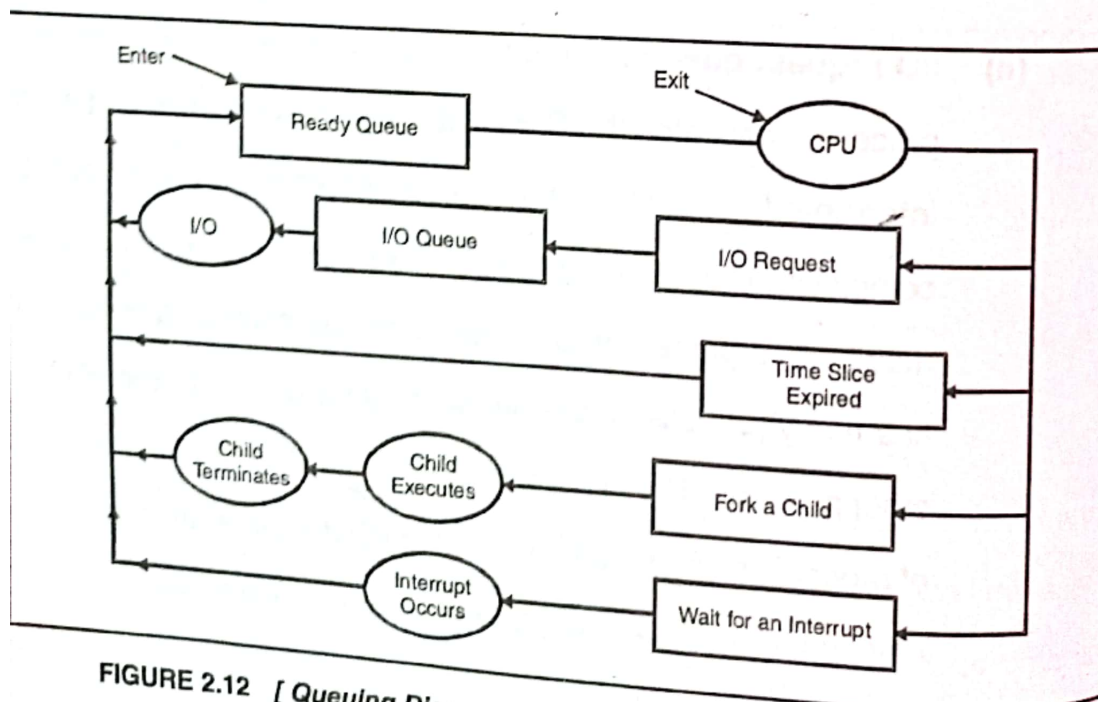 Enter
Exit
Ready Queue
CPU
I/O
I/O Queue
I/O Request
Time Slice
Expired
Child
Terminates
Child
Executes
Fork a Child
Interrupt
Occurs
Wait for an Interrupt
FIGURE 2.12 [ Queuing